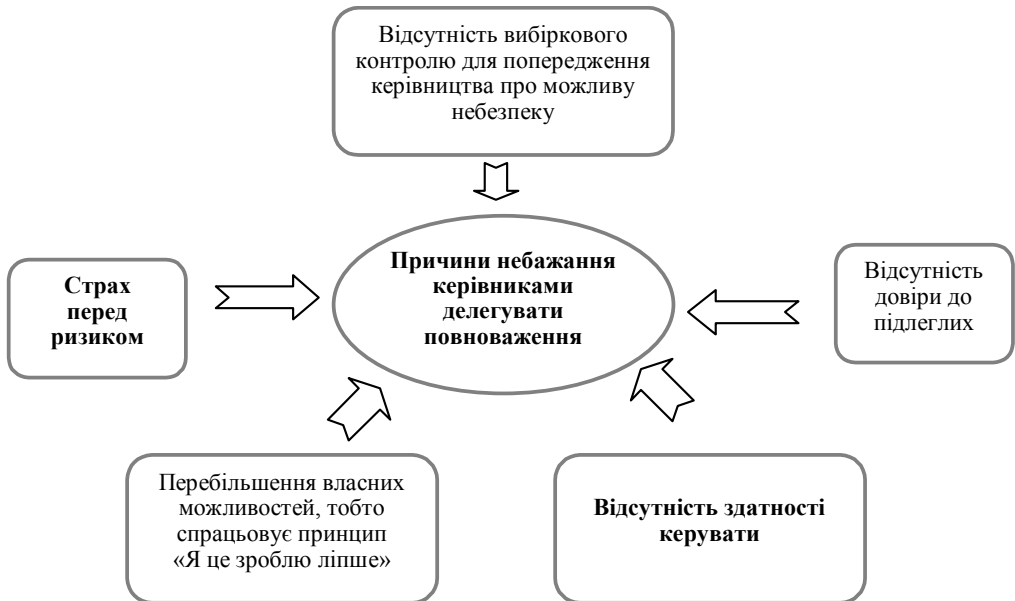 Відсутність вибіркового
контролю для попередження
керівництва про можливу
небезпеку
Страх
перед
ризиком
Причини небажання
керівниками
делегувати
повноваження
Відсутність
довіри до
підлеглих
Перебільшення власних
можливостей, тобто
спрацьовує принцип
«Я це зроблю ліпше»
Відсутність здатності
керувати